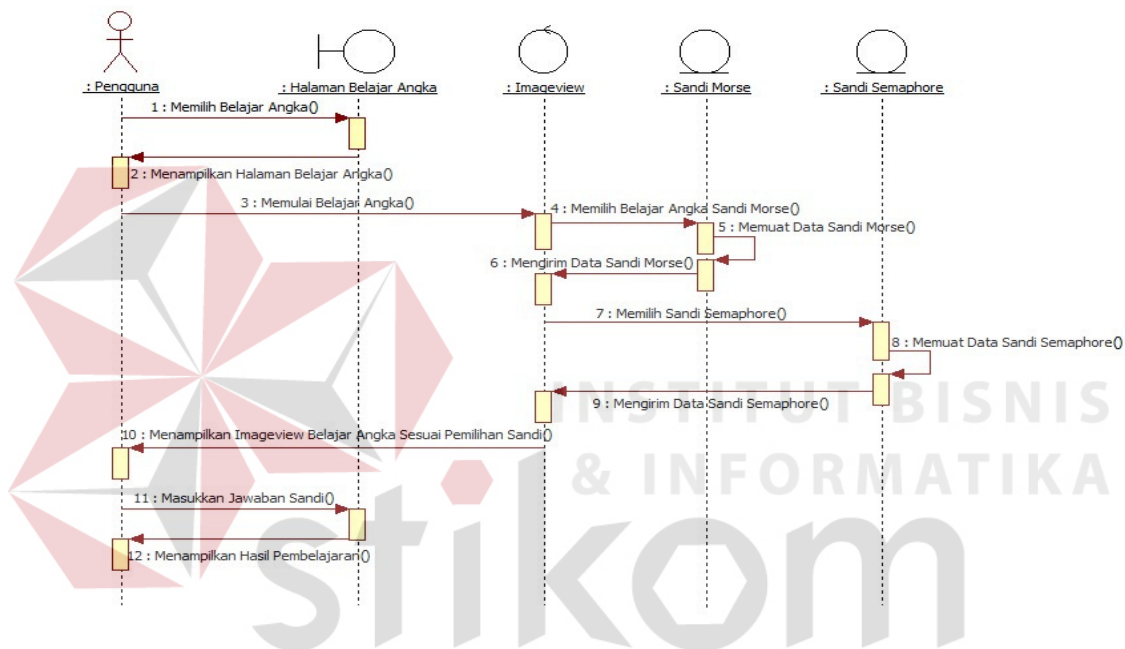 : Pengguna
: Halaman Belajar Angka
: Imageview
: Sandi Morse
: Sandi Semaphore
1 : Memilih Belajar Angka()
2 : Menampilkan Halaman Belajar Angka()
3 : Memulai Belajar Angka()
4 : Memilih Belajar Angka Sandi Morse()
5 : Memuat Data Sandi Morse()
6 : Mengirim Data Sandi Morse()
7 : Memilih Sandi Semaphore()
8 : Memuat Data Sandi Semaphore()
9 : Mengirim Data Sandi Semaphore()
10 : Menampilkan Imageview Belajar Angka Sesuai Pemilihan Sandi()
11 : Masukkan Jawaban Sandi()
12 : Menampilkan Hasil Pembelajaran()
INSTITUT BISNIS
& INFORMATIKA
stikom